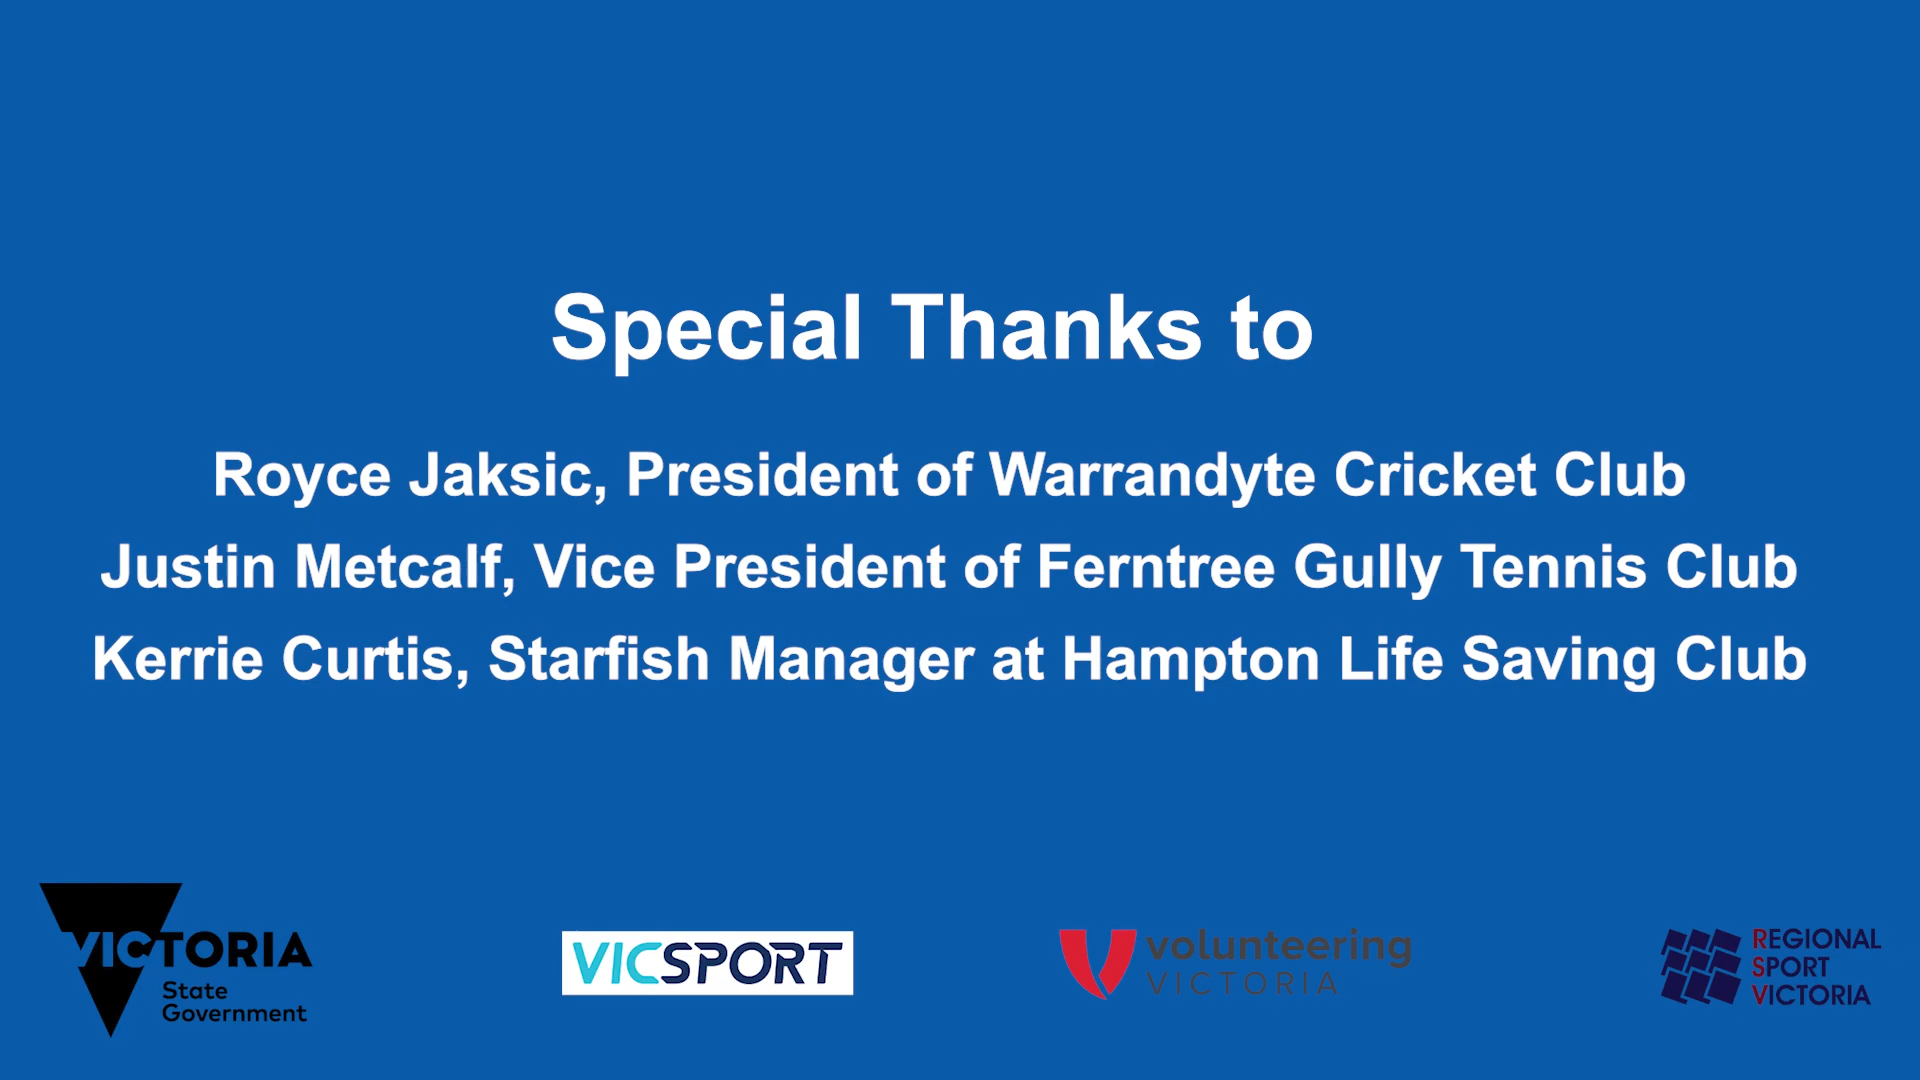 Special Thanks to
Royce Jaksic, President of Warrandyte Cricket Club
Justin Metcalf, Vice President of Ferntree Gully Tennis Club
Kerrie Curtis, Starfish Manager at Hampton Life Saving Club
VICTORIA
State
Government
VICSPORT
volunteering
VICTORIA
REGIONAL
SPORT
VICTORIA